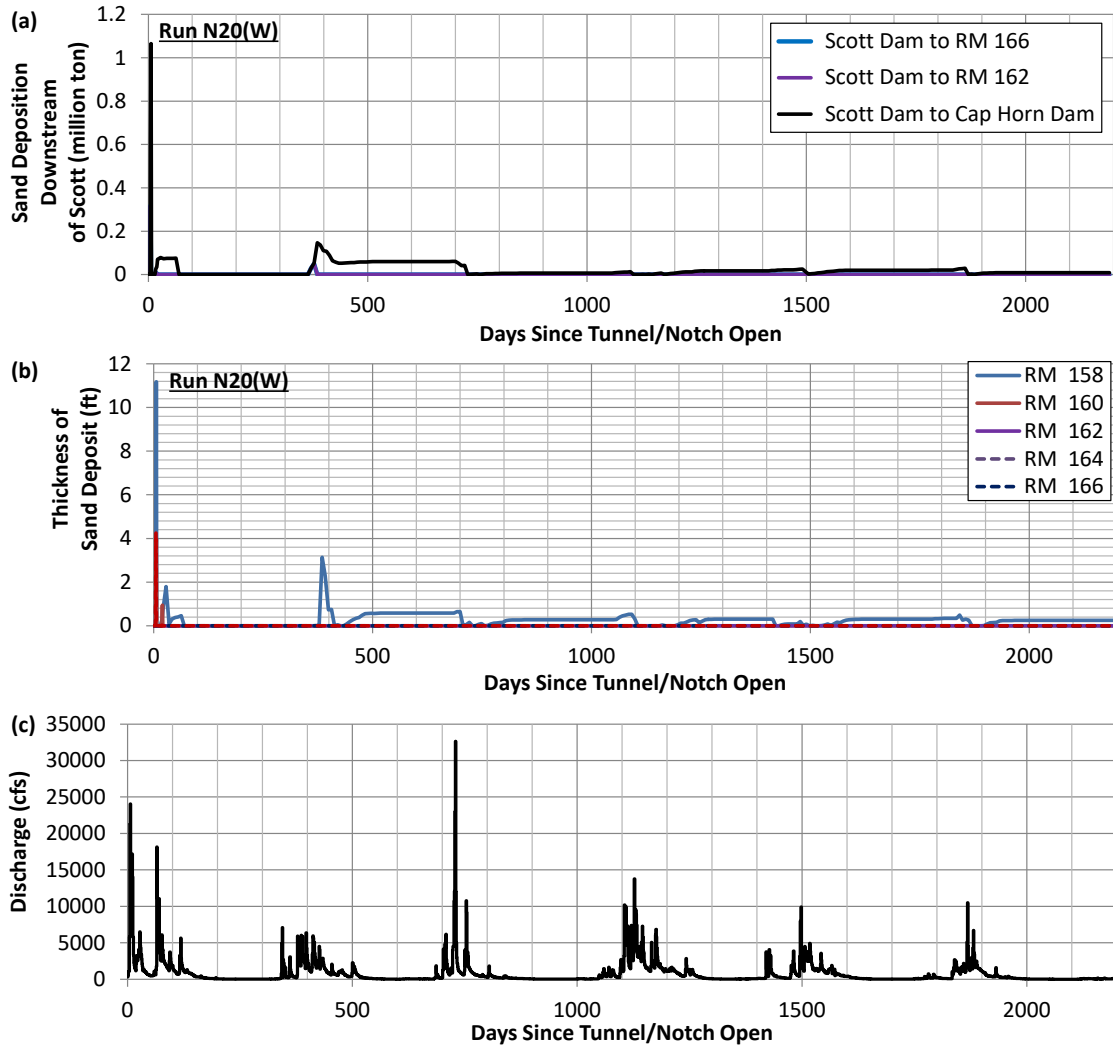 (a)
Run N20(W)
Sand Deposition
Downstream
of Scott (million ton)
1.2
1
0.8
0.6
0.4
0.2
0
Scott Dam to RM 166
Scott Dam to RM 162
Scott Dam to Cap Horn Dam
0 500 1000 1500 2000
Days Since Tunnel/Notch Open
(b)
Run N20(W)
Thickness of
Sand Deposit (ft)
12
10
8
6
4
2
0
RM 158
RM 160
RM 162
RM 164
RM 166
0 500 1000 1500 2000
Days Since Tunnel/Notch Open
(c)
Discharge (cfs)
35000
30000
25000
20000
15000
10000
5000
0
0 500 1000 1500 2000
Days Since Tunnel/Notch Open